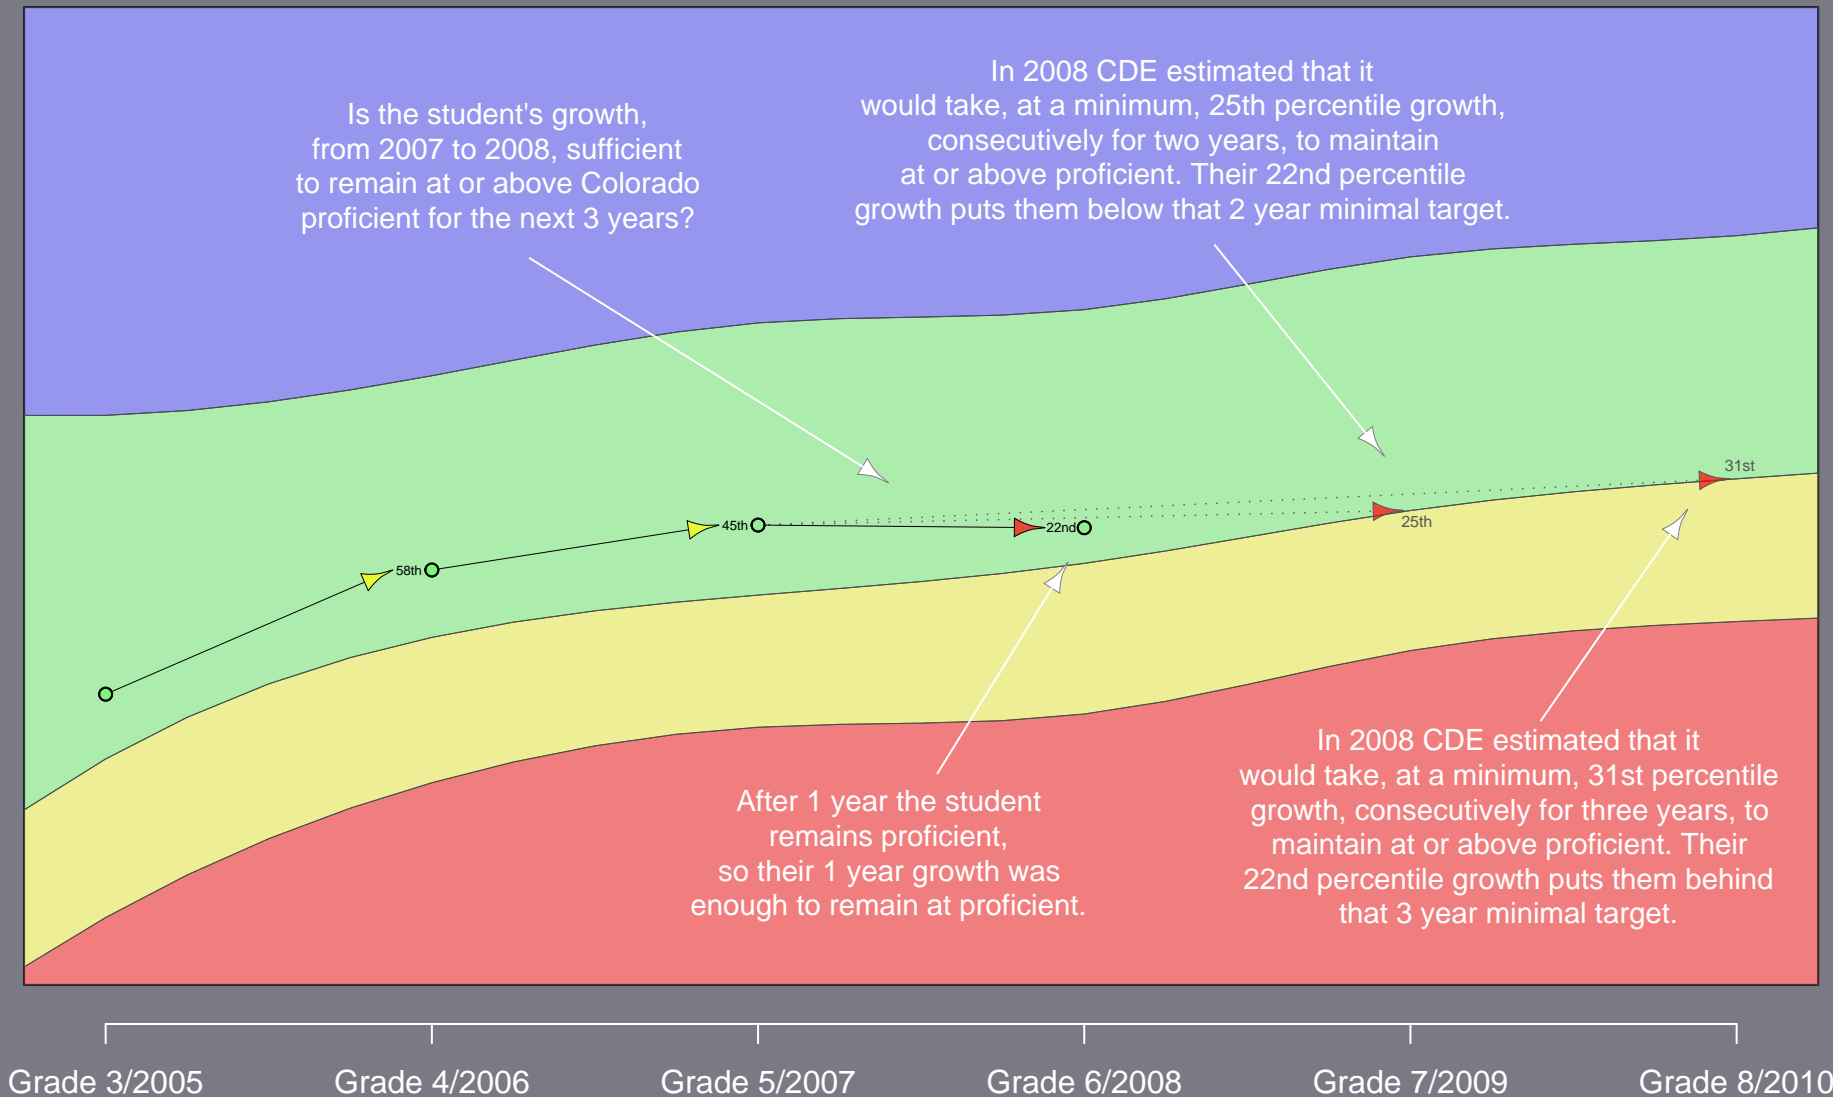 Is the student's growth,
from 2007 to 2008, sufficient
to remain at or above Colorado
proficient for the next 3 years?
In 2008 CDE estimated that it
would take, at a minimum, 25th percentile growth,
consecutively for two years, to maintain
at or above proficient. Their 22nd percentile
growth puts them below that 2 year minimal target.
58th
45th
22nd
25th
31st
After 1 year the student
remains proficient,
so their 1 year growth was
enough to remain at proficient.
In 2008 CDE estimated that it
would take, at a minimum, 31st percentile
growth, consecutively for three years, to
maintain at or above proficient. Their
22nd percentile growth puts them behind
that 3 year minimal target.
Grade 3/2005
Grade 4/2006
Grade 5/2007
Grade 6/2008
Grade 7/2009
Grade 8/2010